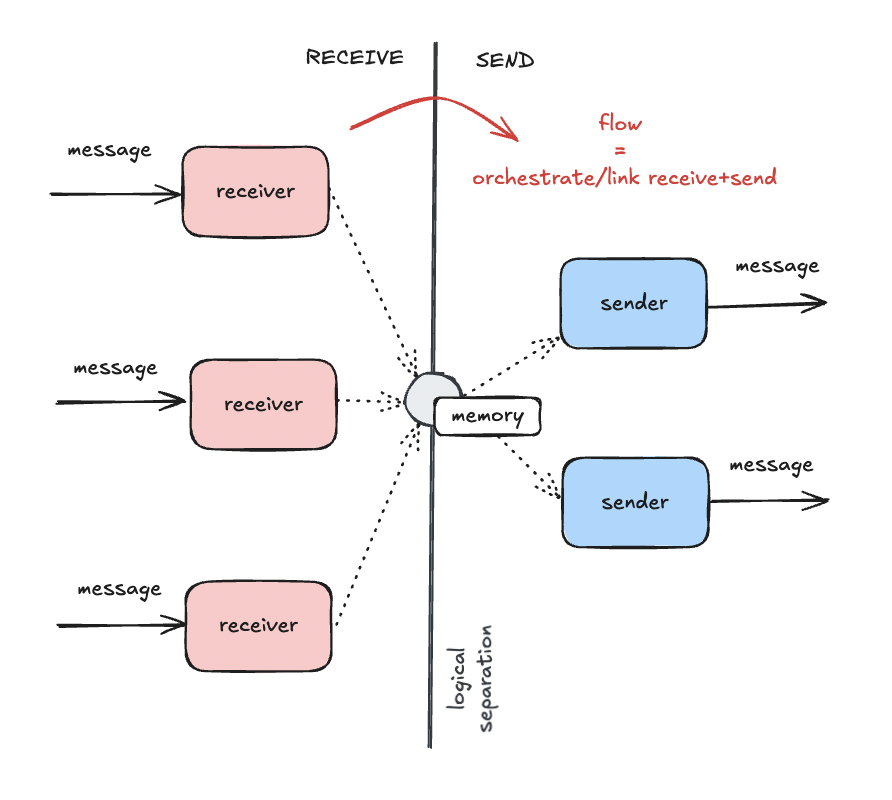 RECEIVE
SEND
flow
=
orchestrate/link receive+send
message
receiver
message
sender
message
receiver
memory
message
sender
message
receiver
logical
separation